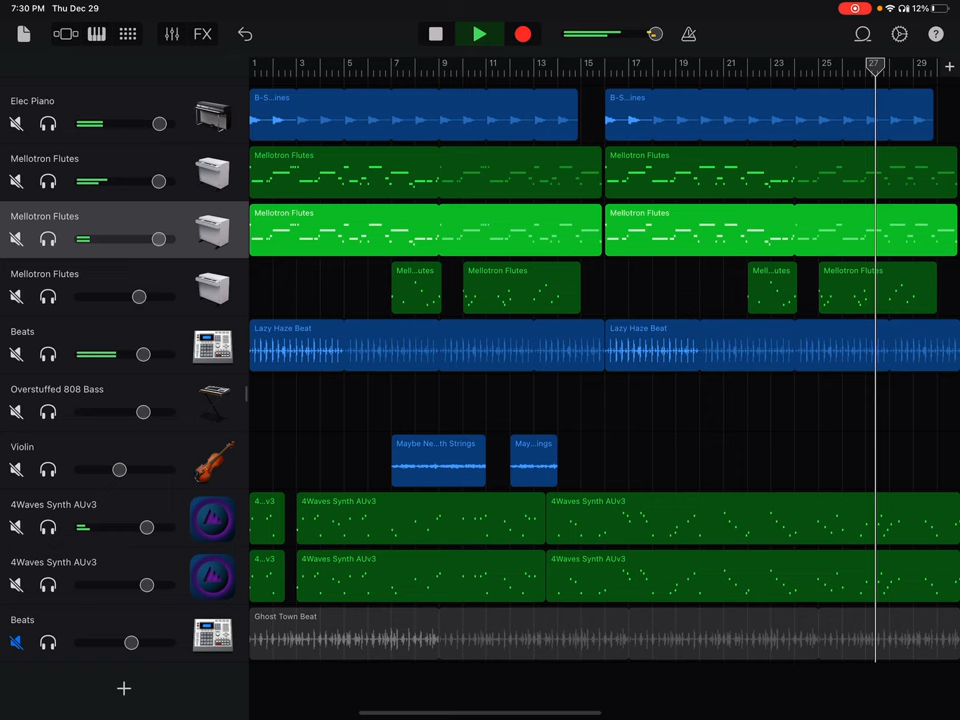 7:30 PM Thu Dec 29
12%
FX
1 3 5 7 9 11 13 15 17 19 21 23 25 27 29
Elec Piano
B-S...ines
B-S...ines
Mellotron Flutes
Mellotron Flutes
Mellotron Flutes
Mellotron Flutes
Mellotron Flutes
Mellotron Flutes
Mellotron Flutes
Mell...utes
Mellotron Flutes
Mell...utes
Mellotron Flutes
Beats
Lazy Haze Beat
Lazy Haze Beat
Overstuffed 808 Bass
Violin
Maybe Ne...th Strings
May...ings
4Waves Synth AUv3
4...v3
4Waves Synth AUv3
4Waves Synth AUv3
4Waves Synth AUv3
4...v3
4Waves Synth AUv3
4Waves Synth AUv3
Beats
Ghost Town Beat